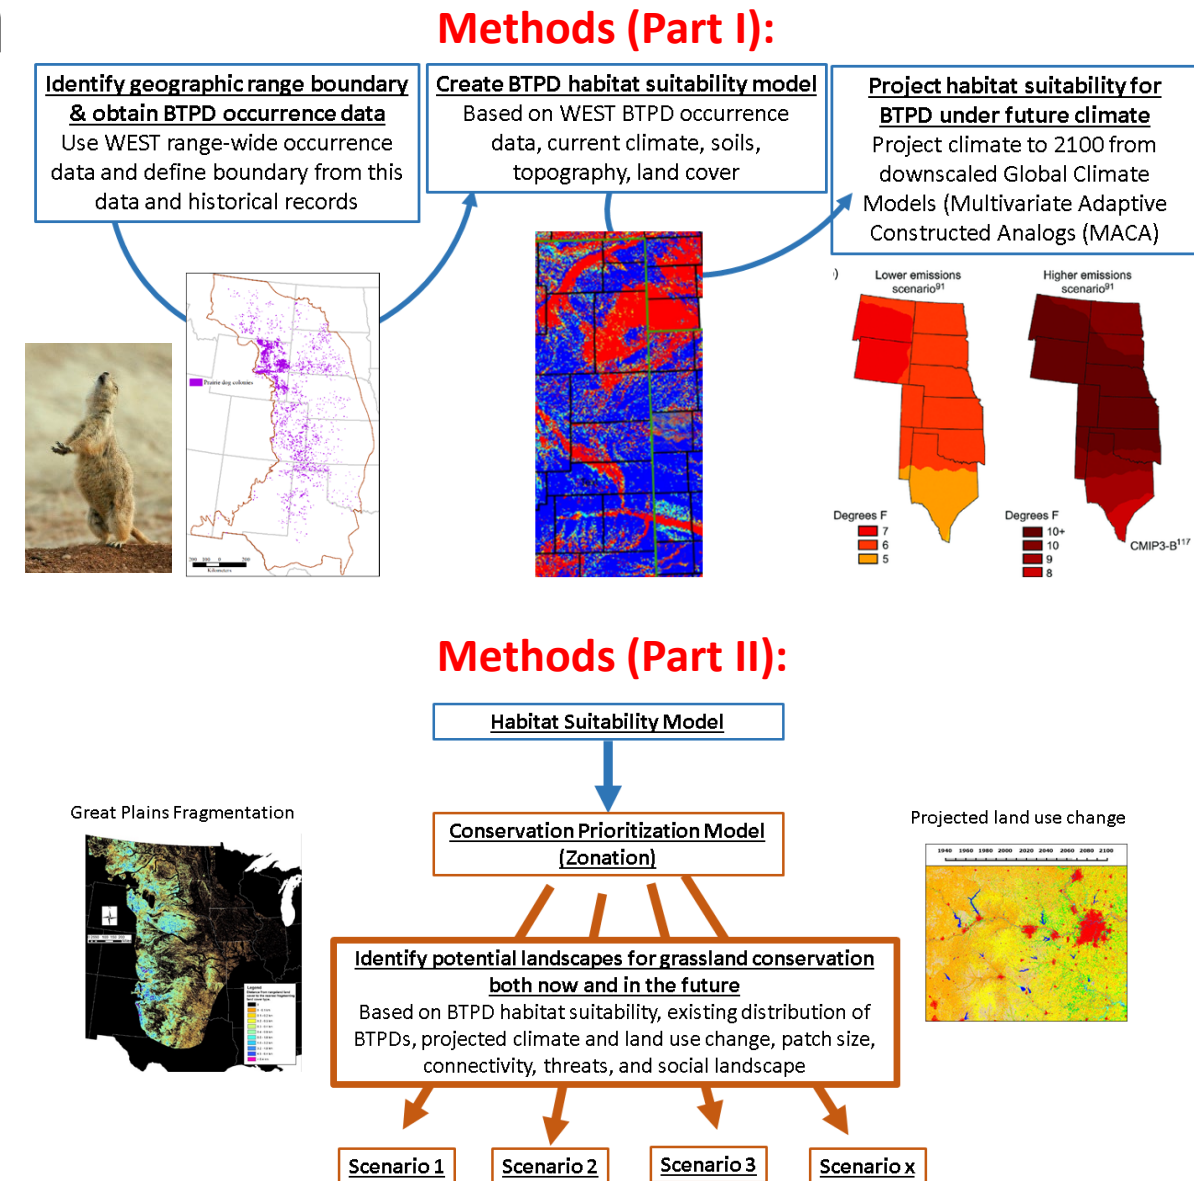 Methods (Part I):
Identify geographic range boundary
& obtain BTPD occurrence data
Use WEST range-wide occurrence
data and define boundary from this
data and historical records
Create BTPD habitat suitability model
Based on WEST BTPD occurrence
data, current climate, soils,
topography, land cover
Project habitat suitability for
BTPD under future climate
Project climate to 2100 from
downscaled Global Climate
Models (Multivariate Adaptive
Constructed Analogs (MACA)
Prairie dog colonies
Kilometers
Lower emissions
scenario91
Degrees F
7
6
5
Higher emissions
scenario91
Degrees F
10+
10
9
8
CMIP3-B117
Methods (Part II):
Habitat Suitability Model
Great Plains Fragmentation
Legend
Conservation Prioritization Model
(Zonation)
Projected land use change
1940 1960 1980 2000 2020 2040 2060 2080 2100
Identify potential landscapes for grassland conservation
both now and in the future
Based on BTPD habitat suitability, existing distribution of
BTPDs, projected climate and land use change, patch size,
connectivity, threats, and social landscape
Scenario 1
Scenario 2
Scenario 3
Scenario x